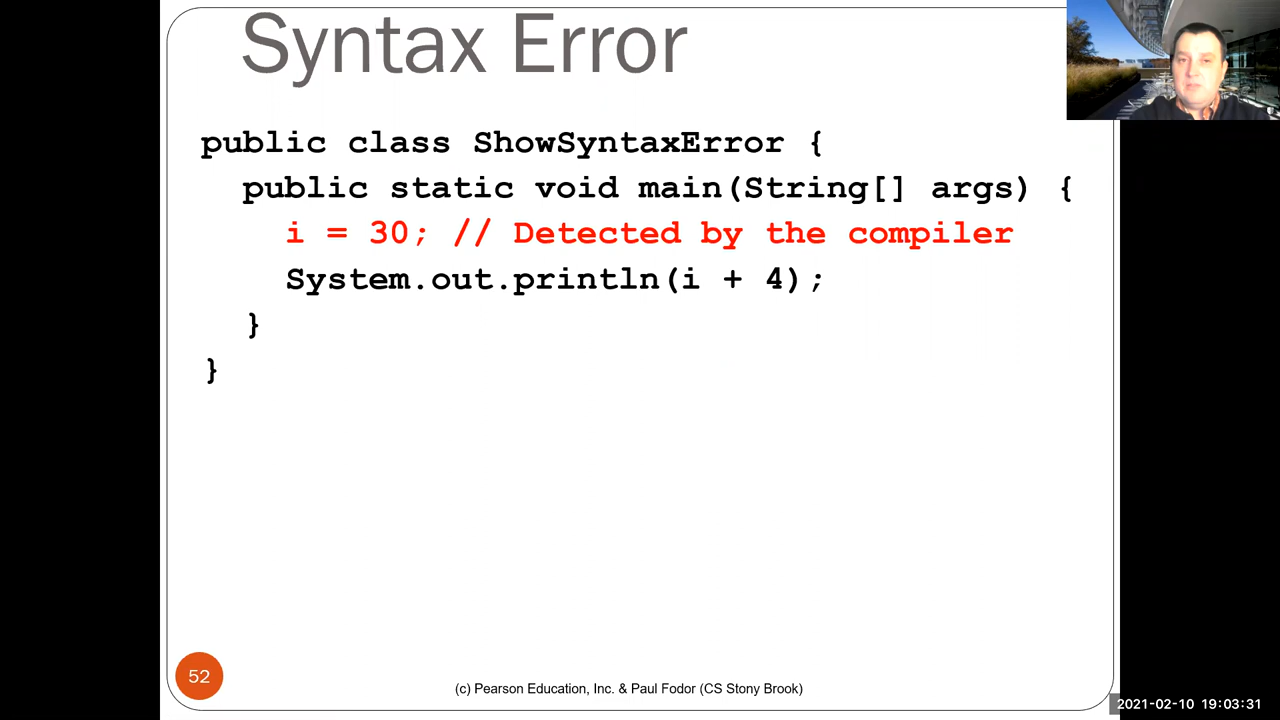 Syntax Error
public class ShowSyntaxError {
public static void main(String[] args) {
i = 30; // Detected by the compiler
System.out.println(i + 4);
}
}
52
(c) Pearson Education, Inc. & Paul Fodor (CS Stony Brook)
2021-02-10 19:03:31